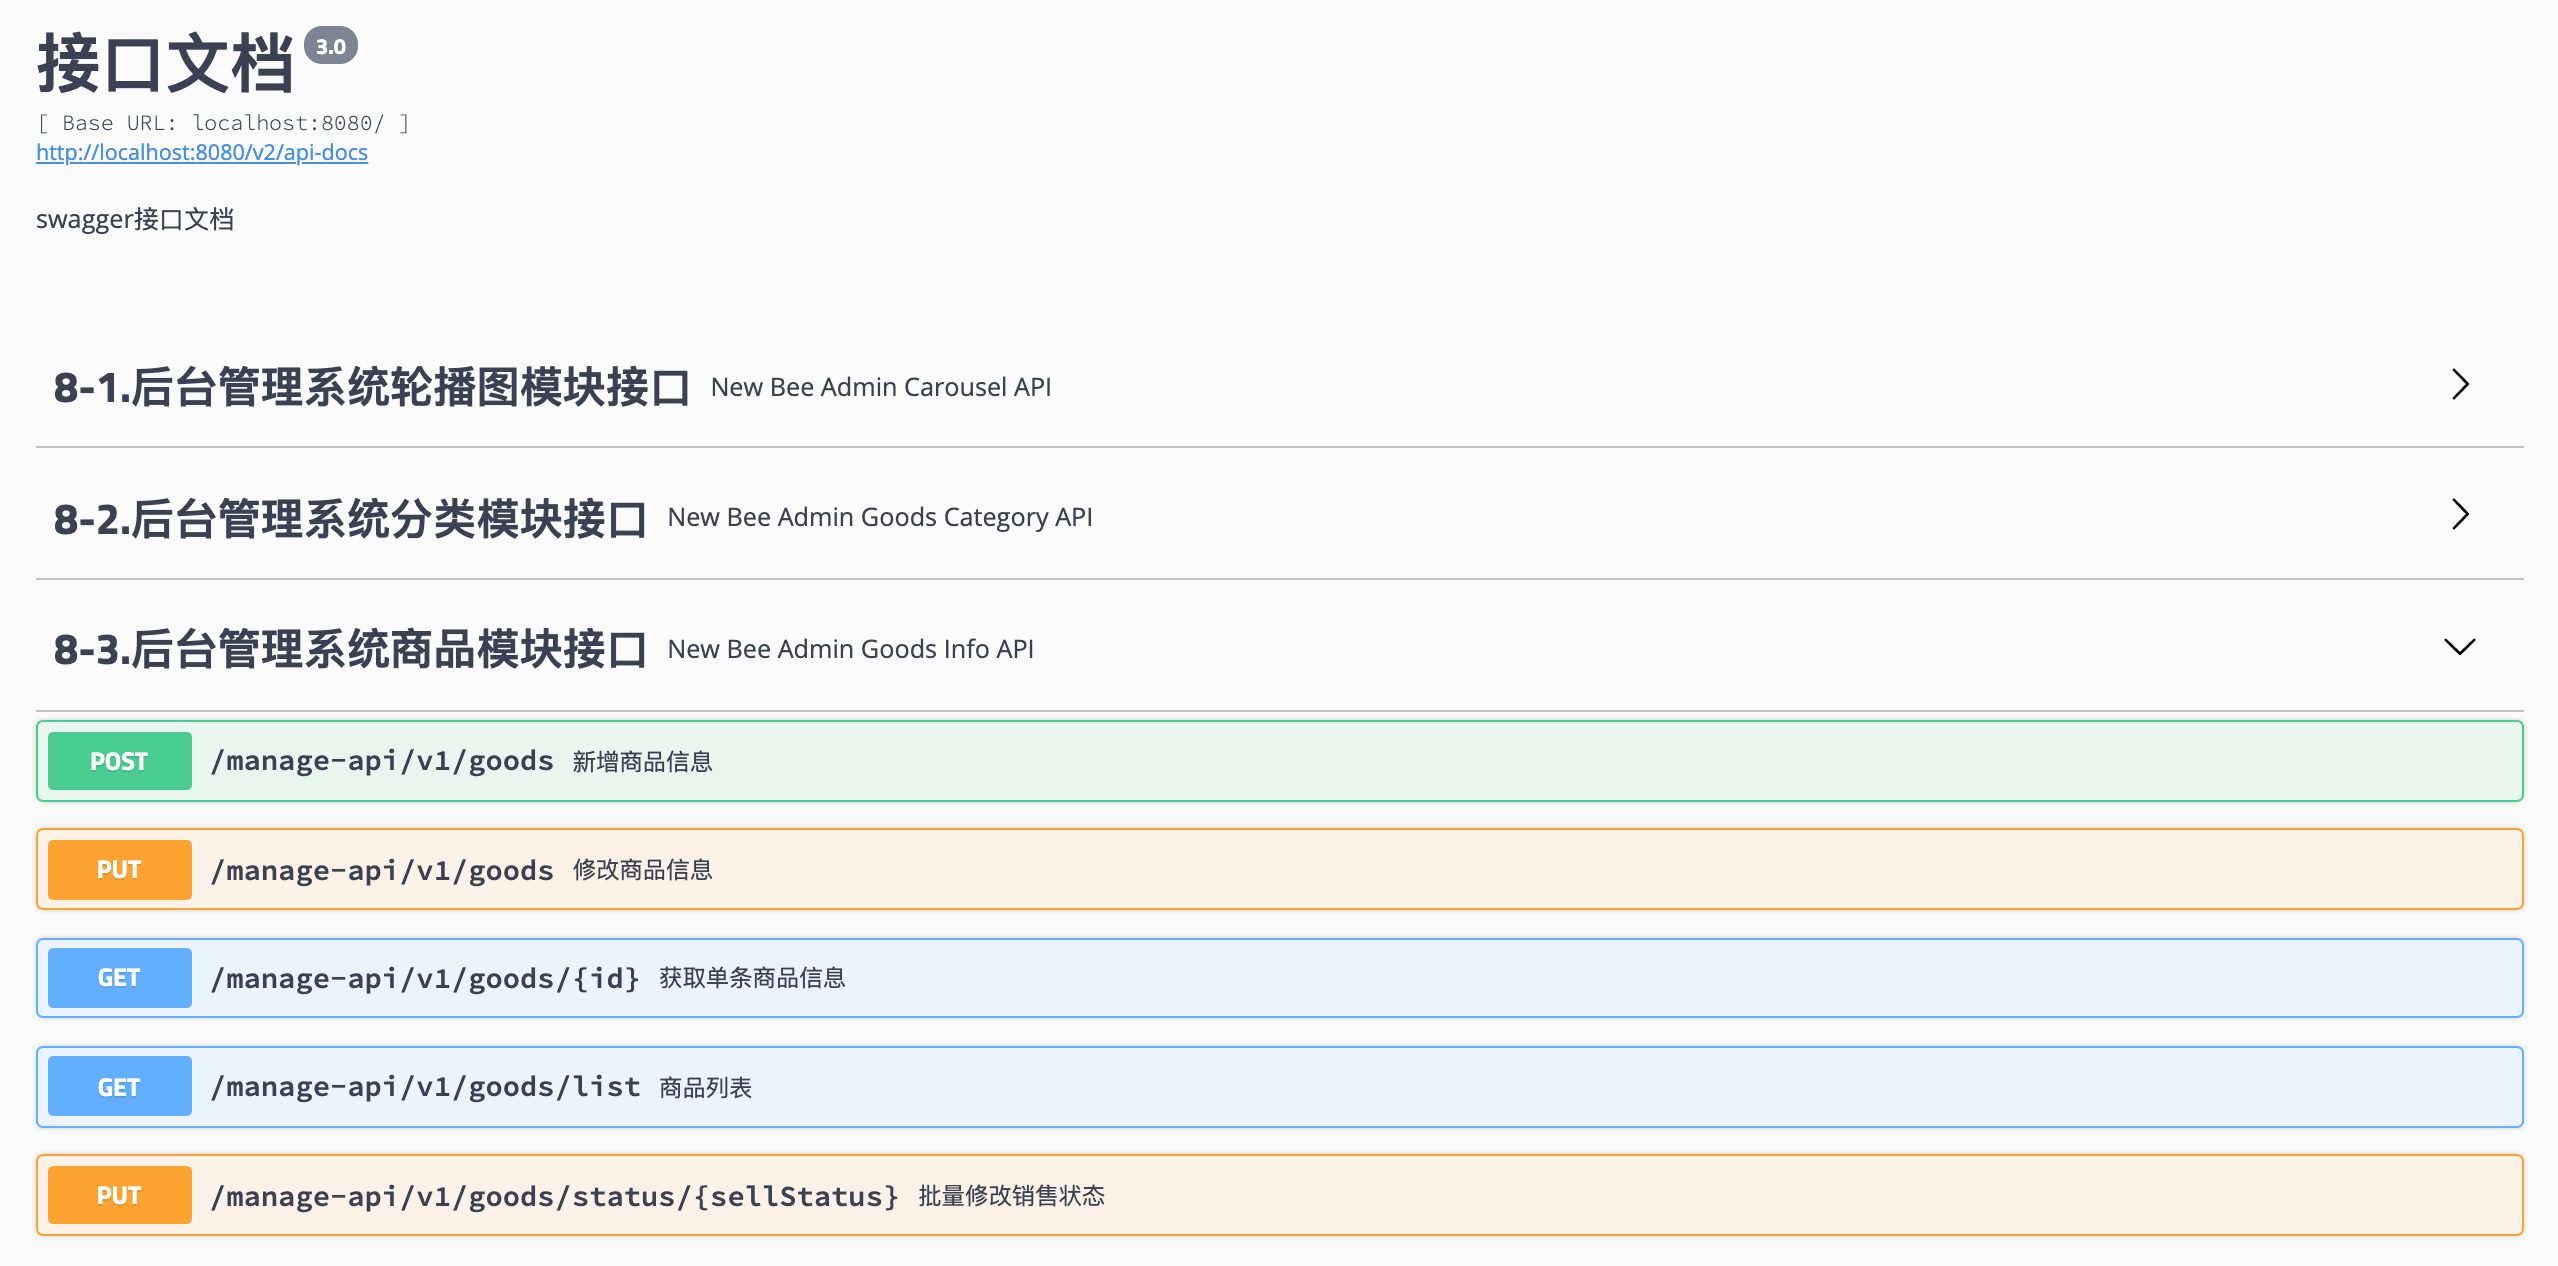 接口文档 3.0
[ Base URL: localhost:8080/ ]
http://localhost:8080/v2/api-docs
swagger接口文档
8-1.后台管理系统轮播图模块接口 New Bee Admin Carousel API
8-2.后台管理系统分类模块接口 New Bee Admin Goods Category API
8-3.后台管理系统商品模块接口 New Bee Admin Goods Info API
POST /manage-api/v1/goods 新增商品信息
PUT /manage-api/v1/goods 修改商品信息
GET /manage-api/v1/goods/{id} 获取单条商品信息
GET /manage-api/v1/goods/list 商品列表
PUT /manage-api/v1/goods/status/{sellStatus} 批量修改销售状态